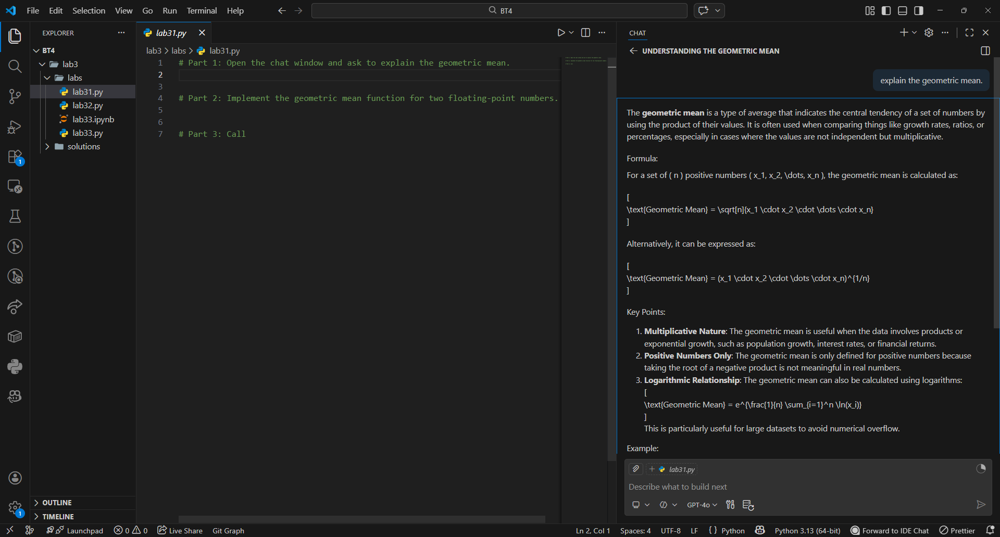 File Edit Selection View Go Run Terminal Help
BT4
EXPLORER
BT4
lab3
labs
lab31.py
lab32.py
lab33.ipynb
lab33.py
solutions
OUTLINE
TIMELINE
1
1
lab31.py
lab3 > labs > lab31.py
1 # Part 1: Open the chat window and ask to explain the geometric mean.
2
3
4 # Part 2: Implement the geometric mean function for two floating-point numbers.
5
6
7 # Part 3: Call
CHAT
UNDERSTANDING THE GEOMETRIC MEAN
explain the geometric mean.
The geometric mean is a type of average that indicates the central tendency of a set of numbers by
using the product of their values. It is often used when comparing things like growth rates, ratios, or
percentages, especially in cases where the values are not independent but multiplicative.
Formula:
For a set of ( n ) positive numbers ( x_1, x_2, \dots, x_n ), the geometric mean is calculated as:
[
\text{Geometric Mean} = \sqrt[n]{x_1 \cdot x_2 \cdot \dots \cdot x_n}
]
Alternatively, it can be expressed as:
[
\text{Geometric Mean} = (x_1 \cdot x_2 \cdot \dots \cdot x_n)^{1/n}
]
Key Points:
1. Multiplicative Nature: The geometric mean is useful when the data involves products or
exponential growth, such as population growth, interest rates, or financial returns.
2. Positive Numbers Only: The geometric mean is only defined for positive numbers because
taking the root of a negative product is not meaningful in real numbers.
3. Logarithmic Relationship: The geometric mean can also be calculated using logarithms:
[
\text{Geometric Mean} = e^{\frac{1}{n} \sum_{i=1}^n \ln(x_i)}
]
This is particularly useful for large datasets to avoid numerical overflow.
Example:
lab31.py
Describe what to build next
GPT-4o
Launchpad 0 0 Live Share Git Graph
Ln 2, Col 1 Spaces: 4 UTF-8 LF { } Python Python 3.13 (64-bit) Forward to IDE Chat Prettier